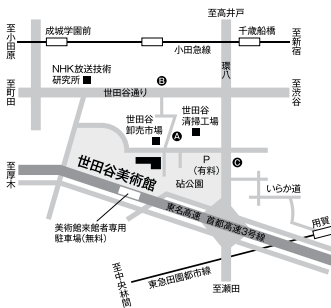 至高井戸
至小田原
成城学園前
千歳船橋
至新宿
小田急線
環八
NHK放送技術
研究所
B
至町田
世田谷通り
至渋谷
世田谷
卸売市場
世田谷
清掃工場
A
世田谷美術館
P
(有料)
C
砧公園
至厚木
いらか道
東名高速
首都高速3号線
用賀
美術館来館者専用
駐車場(無料)
至中央林間
東急田園都市線
至瀬田